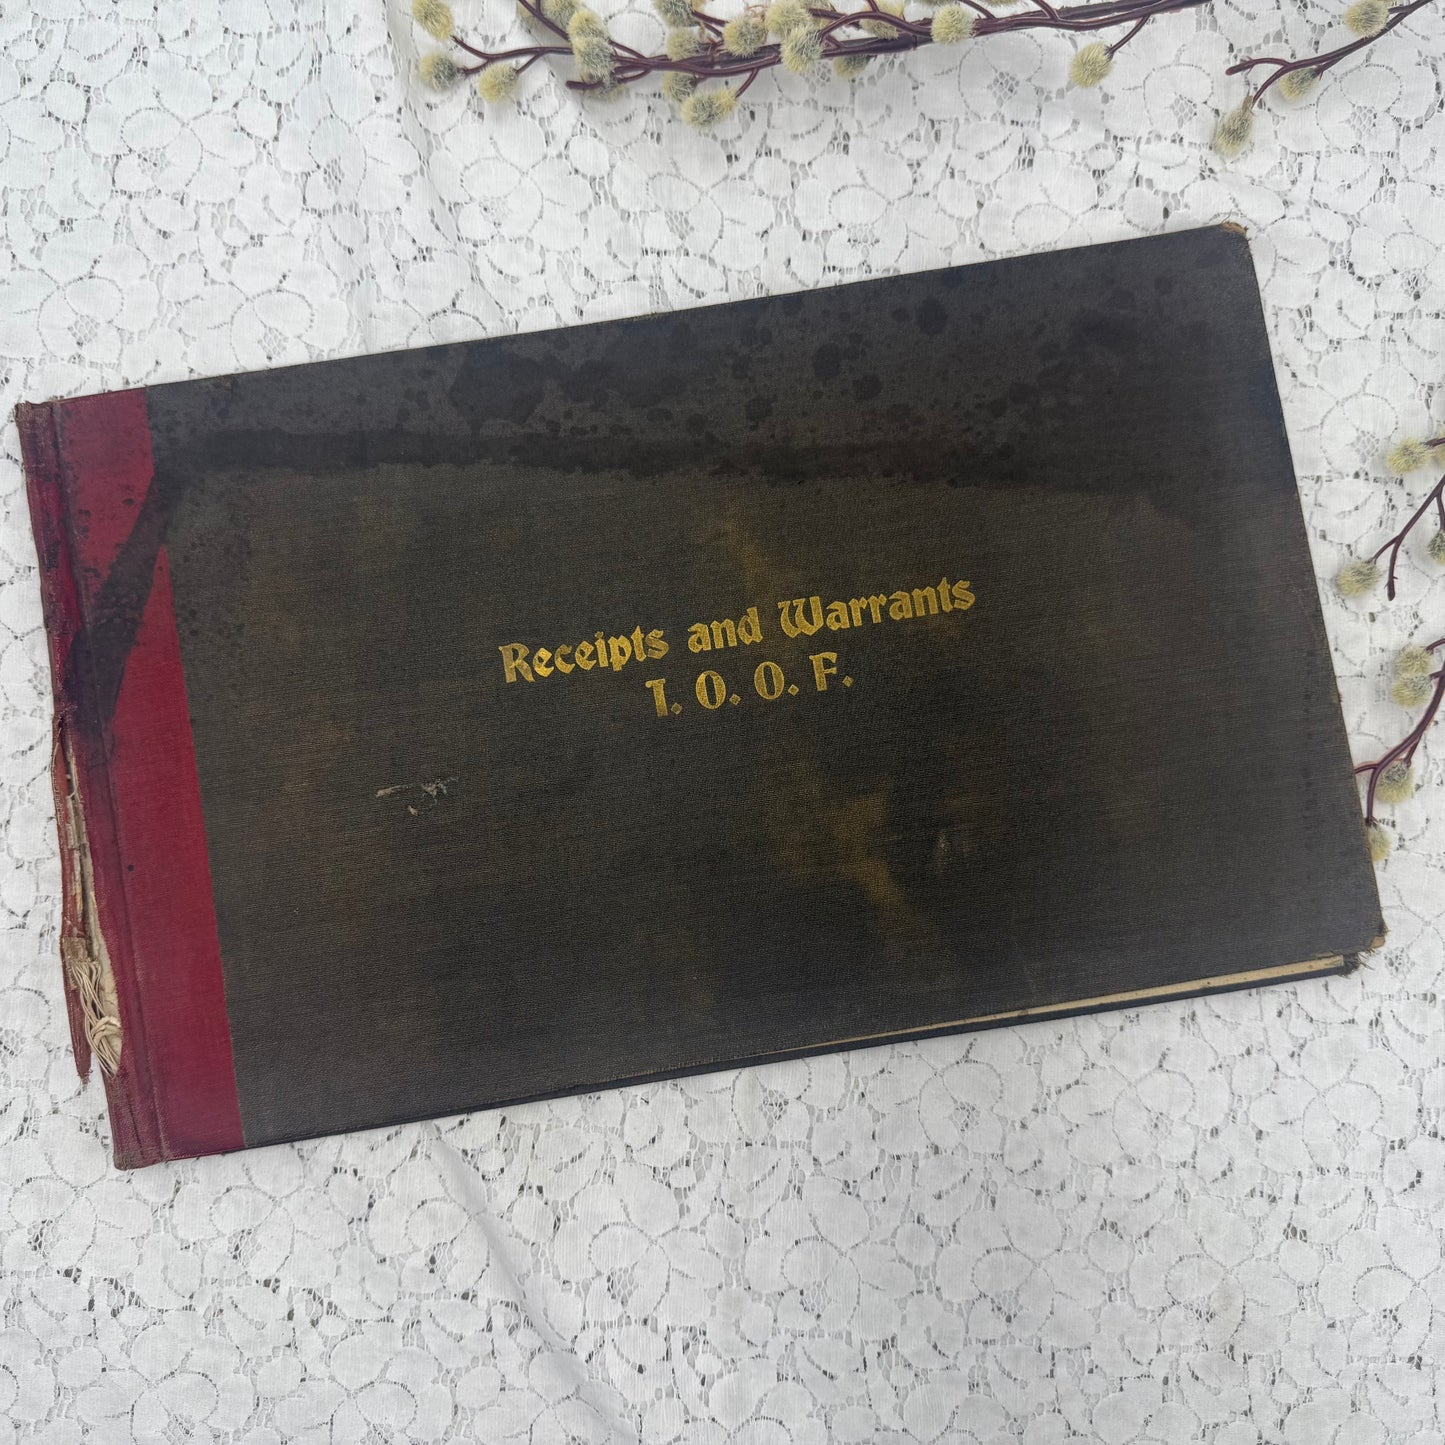 Receipts and Warrants
I. O. O. F.